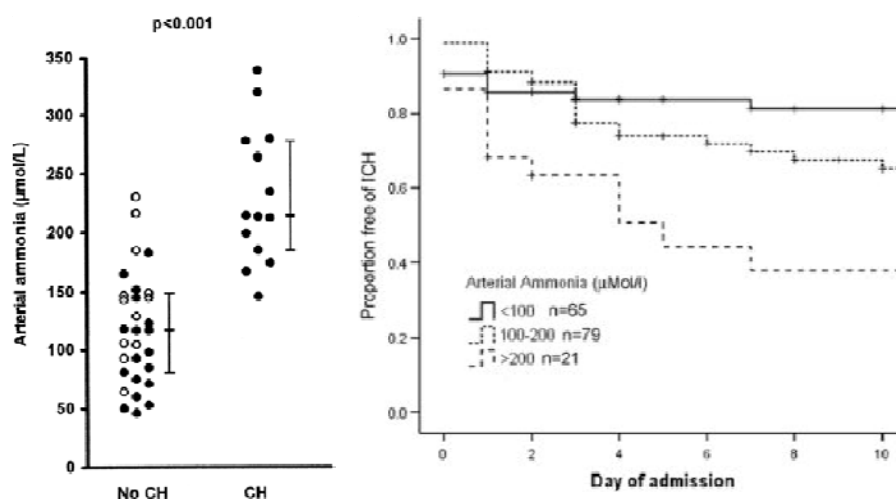 p<0.001
Arterial ammonia (µmol/L)
350
300
250
200
150
100
50
0
No CH
CH
Proportion free of ICH
1.0
0.8
0.6
0.4
0.2
0.0
Arterial Ammonia (µMol/l)
<100 n=65
100-200 n=79
>200 n=21
0
2
4
6
8
10
Day of admission